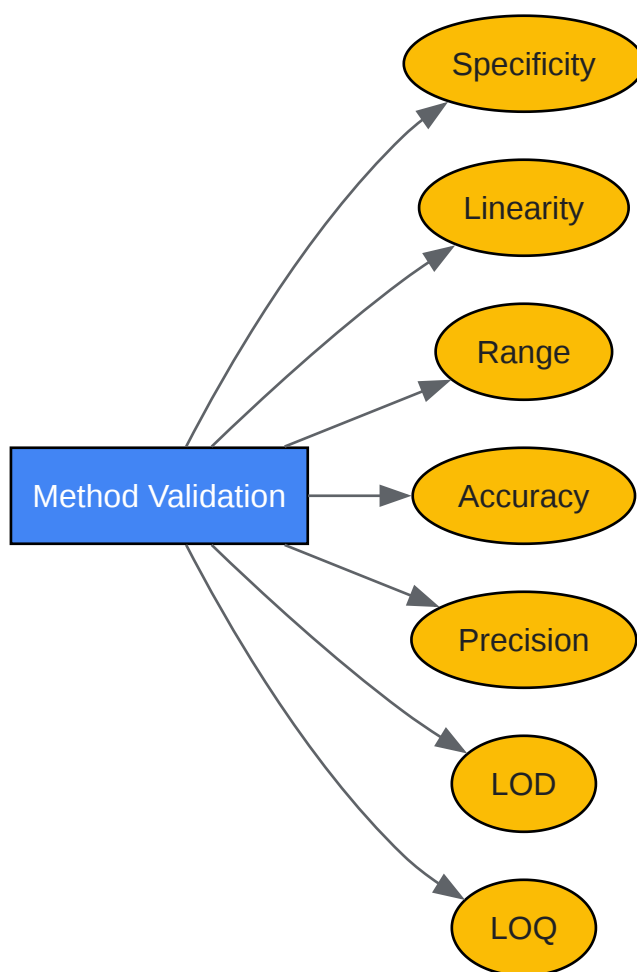 Specificity
Linearity
Range
Method Validation
Accuracy
Precision
LOD
LOQ